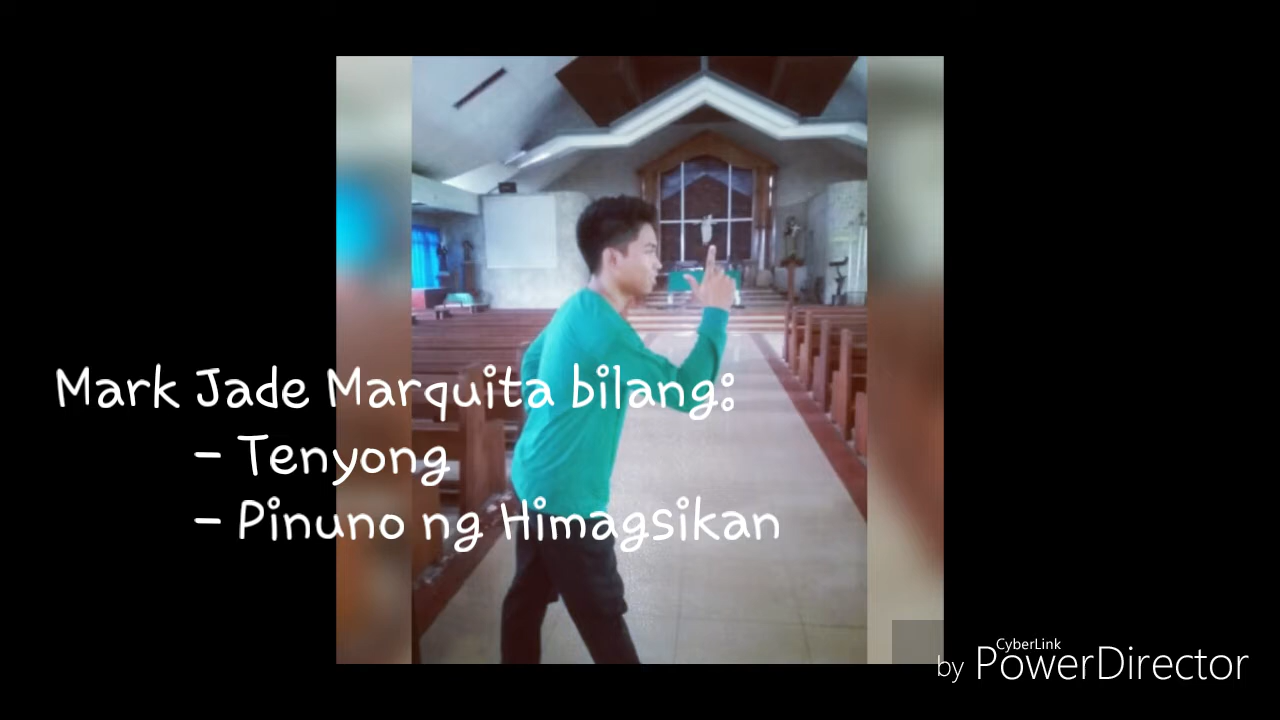 Mark Jade Marquita bilang:
- Tenyong
- Pinuno ng Himagsikan
CyberLink
by PowerDirector